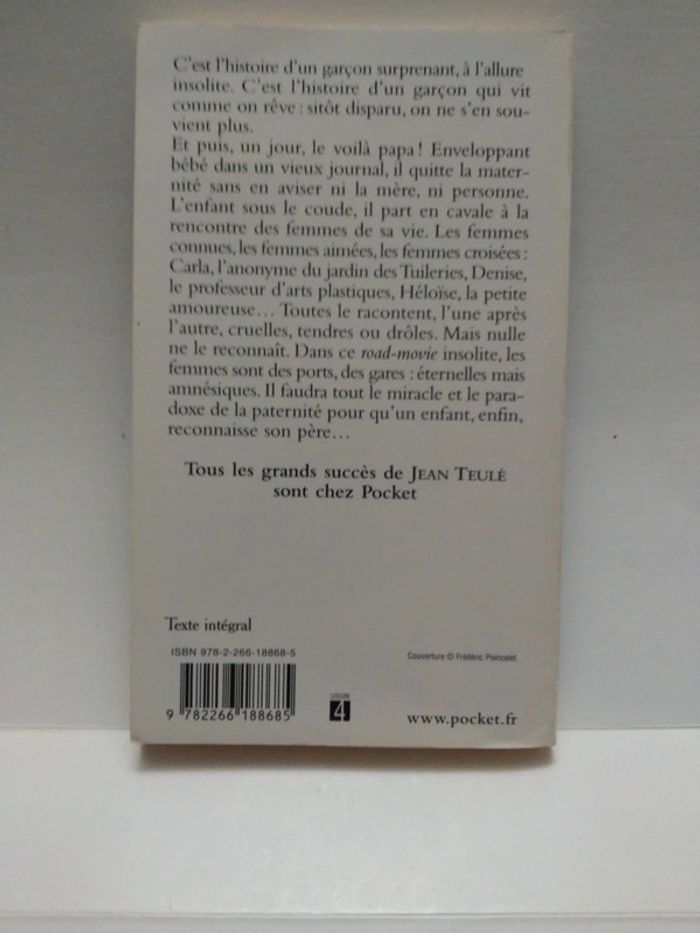 C'est l'histoire d'un garçon surprenant, à l'allure
insolite. C'est l'histoire d'un garçon qui vit
comme on rêve : sitôt disparu, on ne s'en sou-
vient plus.
Et puis, un jour, le voilà papa ! Enveloppant
bébé dans un vieux journal, il quitte la mater-
nité sans en aviser ni la mère, ni personne.
L'enfant sous le coude, il part en cavale à la
rencontre des femmes de sa vie. Les femmes
connues, les femmes aimées, les femmes croisées :
Carla, l'anonyme du jardin des Tuileries, Denise,
le professeur d'arts plastiques, Héloïse, la petite
amoureuse... Toutes le racontent, l'une après
l'autre, cruelles, tendres ou drôles. Mais nulle
ne le reconnaît. Dans ce road-movie insolite, les
femmes sont des ports, des gares : éternelles mais
amnésiques. Il faudra tout le miracle et le para-
doxe de la paternité pour qu'un enfant, enfin,
reconnaisse son père...
Tous les grands succès de JEAN TEULÉ
sont chez Pocket
Texte intégral
ISBN 978-2-266-18868-5
Couverture © Frédéric Poincelet
9 782266 188685
4
www.pocket.fr